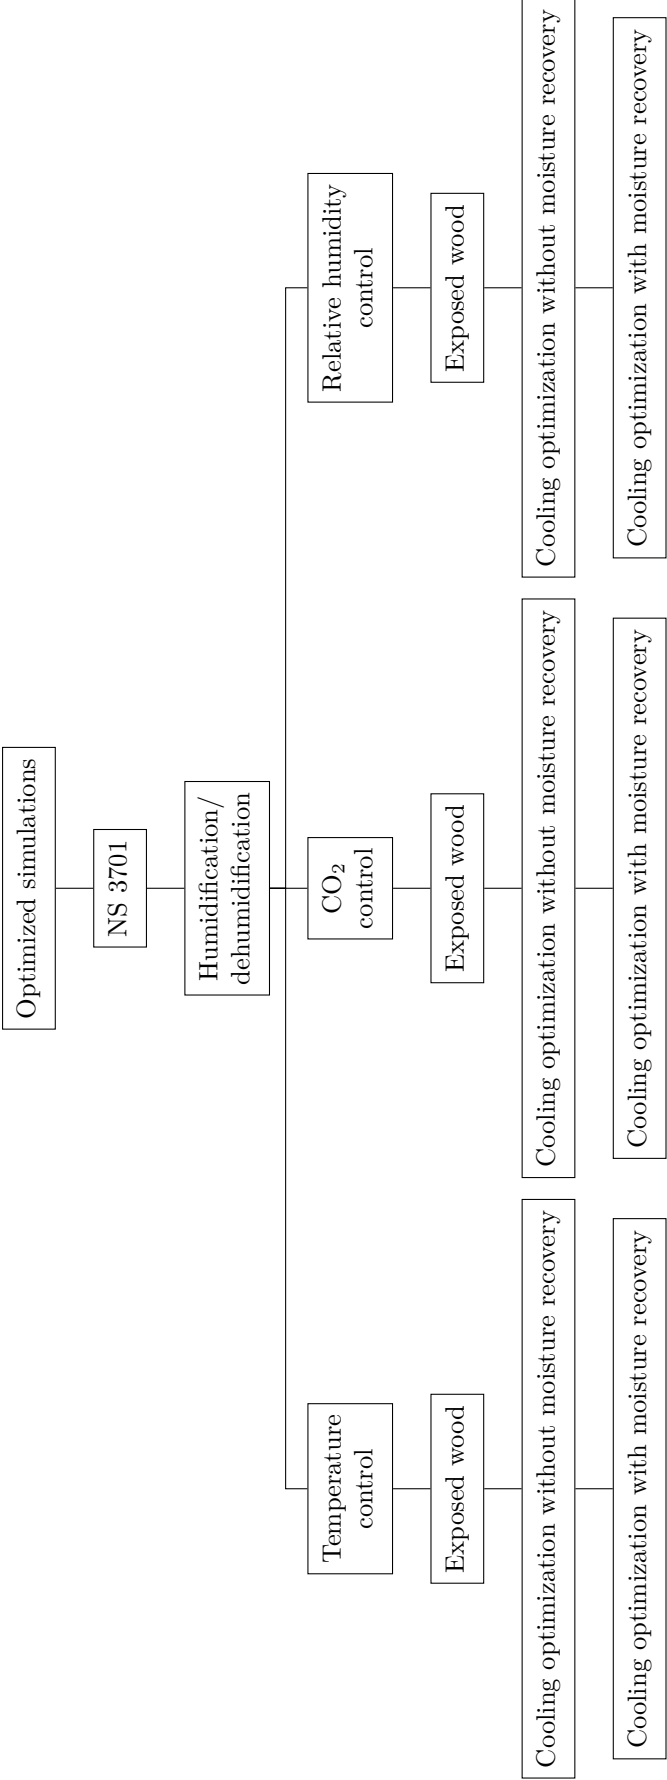 Optimized simulations
NS 3701
Humidification/
dehumidification
Temperature
control
CO₂
control
Relative humidity
control
Exposed wood
Exposed wood
Exposed wood
Cooling optimization without moisture recovery
Cooling optimization without moisture recovery
Cooling optimization without moisture recovery
Cooling optimization with moisture recovery
Cooling optimization with moisture recovery
Cooling optimization with moisture recovery